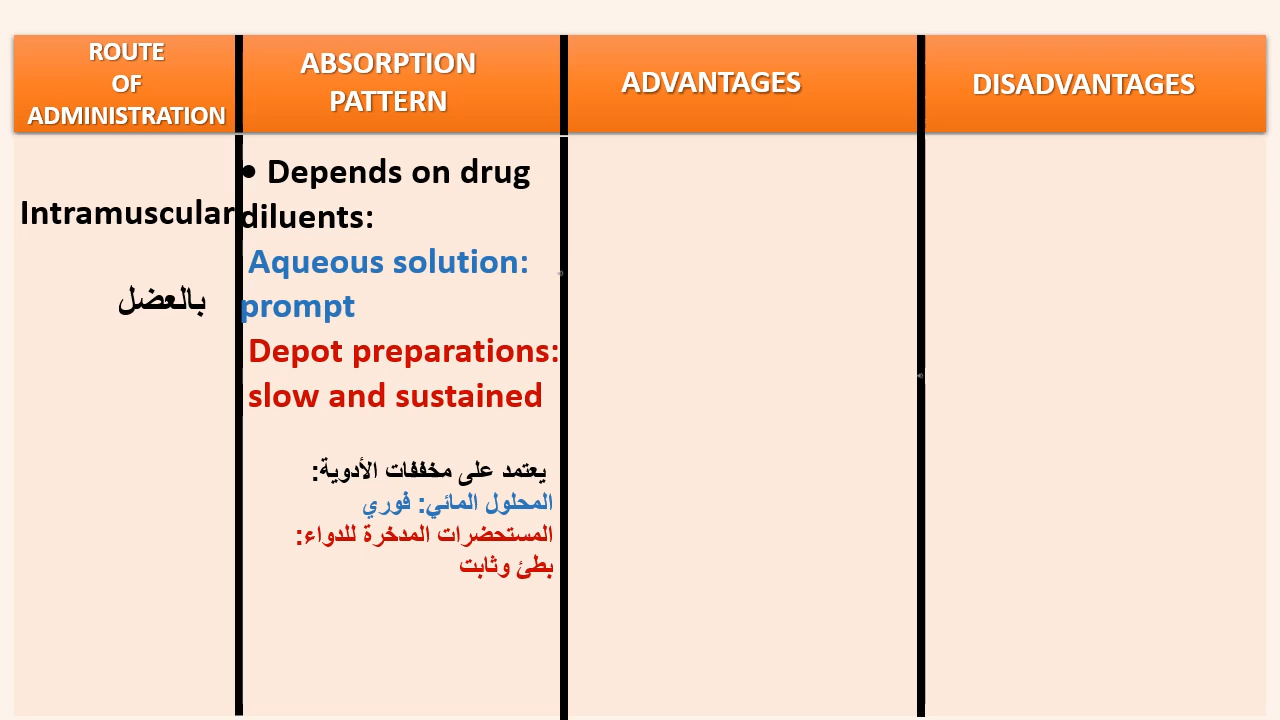 ROUTE
OF
ADMINISTRATION
ABSORPTION
PATTERN
ADVANTAGES
DISADVANTAGES
Intramuscular
بالعضل
• Depends on drug
diluents:
Aqueous solution:
prompt
Depot preparations:
slow and sustained
يعتمد على مخففات الأدوية:
المحلول المائي: فوري
المستحضرات المدخرة للدواء:
بطئ وثابت